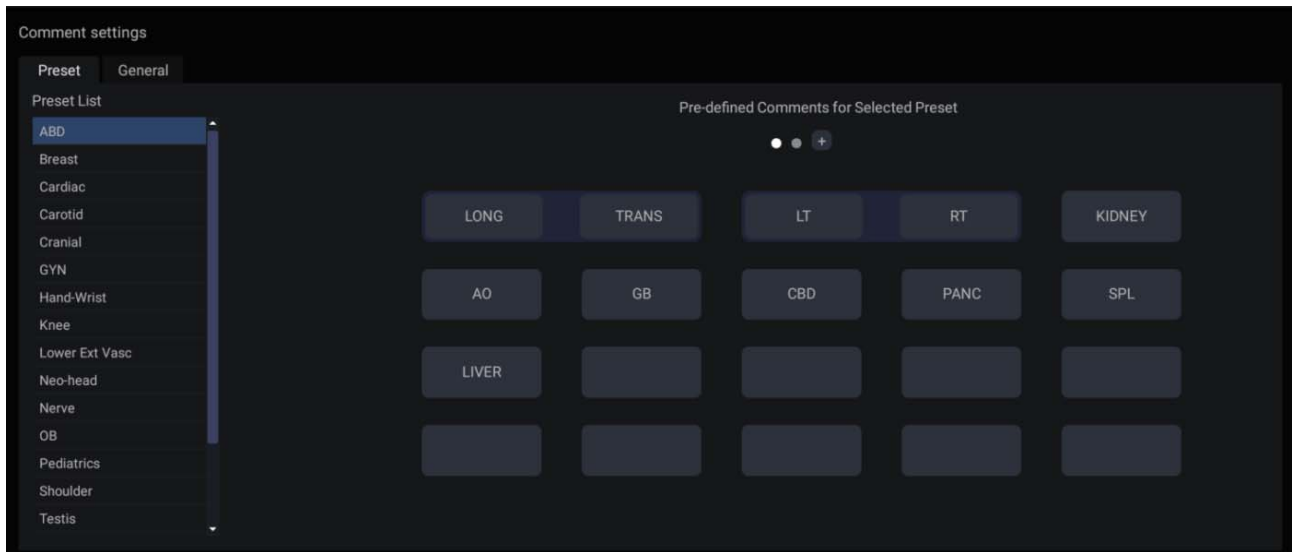 Comment settings
Preset General
Preset List
Pre-defined Comments for Selected Preset
+
ABD
Breast
Cardiac
Carotid
Cranial
GYN
Hand-Wrist
Knee
Lower Ext Vasc
Neo-head
Nerve
OB
Pediatrics
Shoulder
Testis
LONG TRANS LT RT KIDNEY
AO GB CBD PANC SPL
LIVER